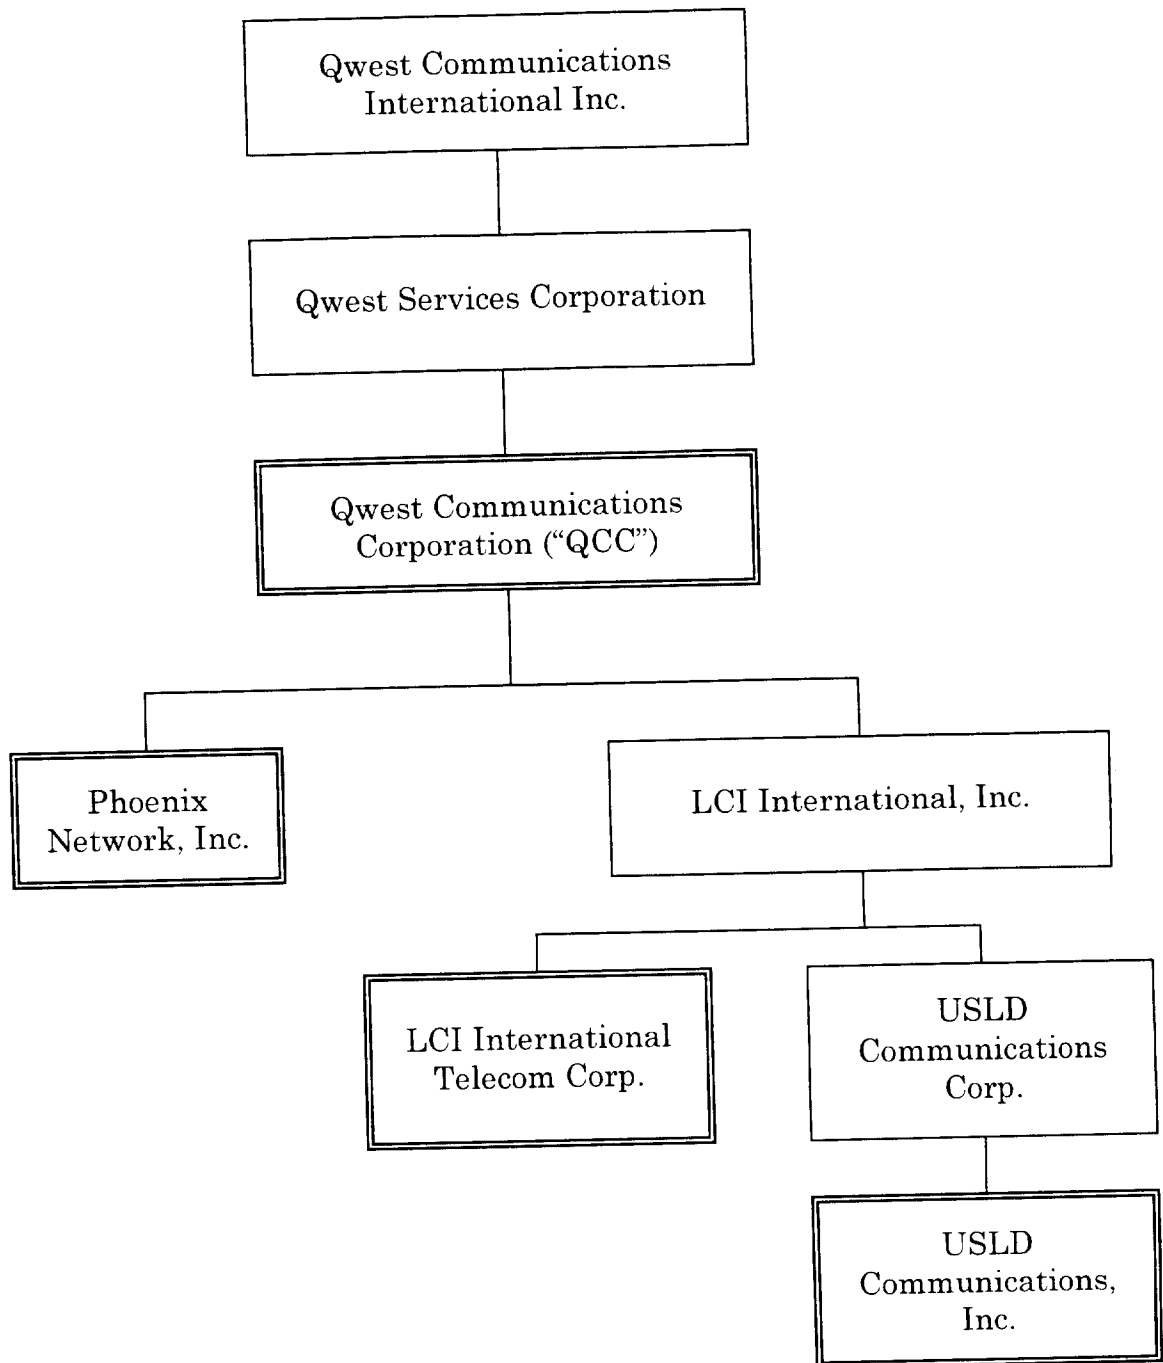 Qwest Communications
International Inc.
Qwest Services Corporation
Qwest Communications
Corporation (“QCC”)
Phoenix
Network, Inc.
LCI International, Inc.
LCI International
Telecom Corp.
USLD
Communications
Corp.
USLD
Communications,
Inc.